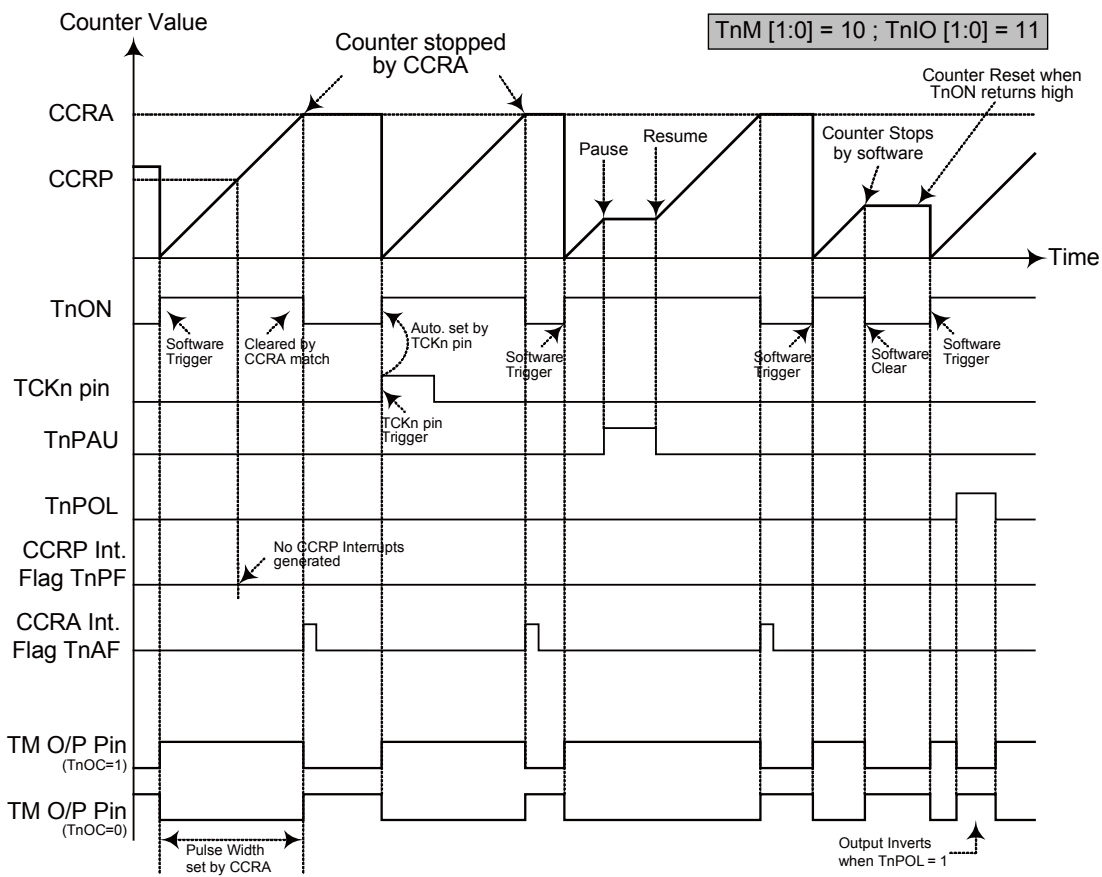 Counter Value
TnM [1:0] = 10 ; TnIO [1:0] = 11
Counter stopped
by CCRA
Counter Reset when
TnON returns high
CCRA
Pause
Resume
Counter Stops
by software
CCRP
Time
TnON
Software
Trigger
Cleared by
CCRA match
Auto. set by
TCKn pin
Software
Trigger
Software
Trigger
Software
Clear
Software
Trigger
TCKn pin
TCKn pin
Trigger
TnPAU
TnPOL
CCRP Int.
Flag TnPF
No CCRP Interrupts
generated
CCRA Int.
Flag TnAF
TM O/P Pin
(TnOC=1)
TM O/P Pin
(TnOC=0)
Pulse Width
set by CCRA
Output Inverts
when TnPOL = 1